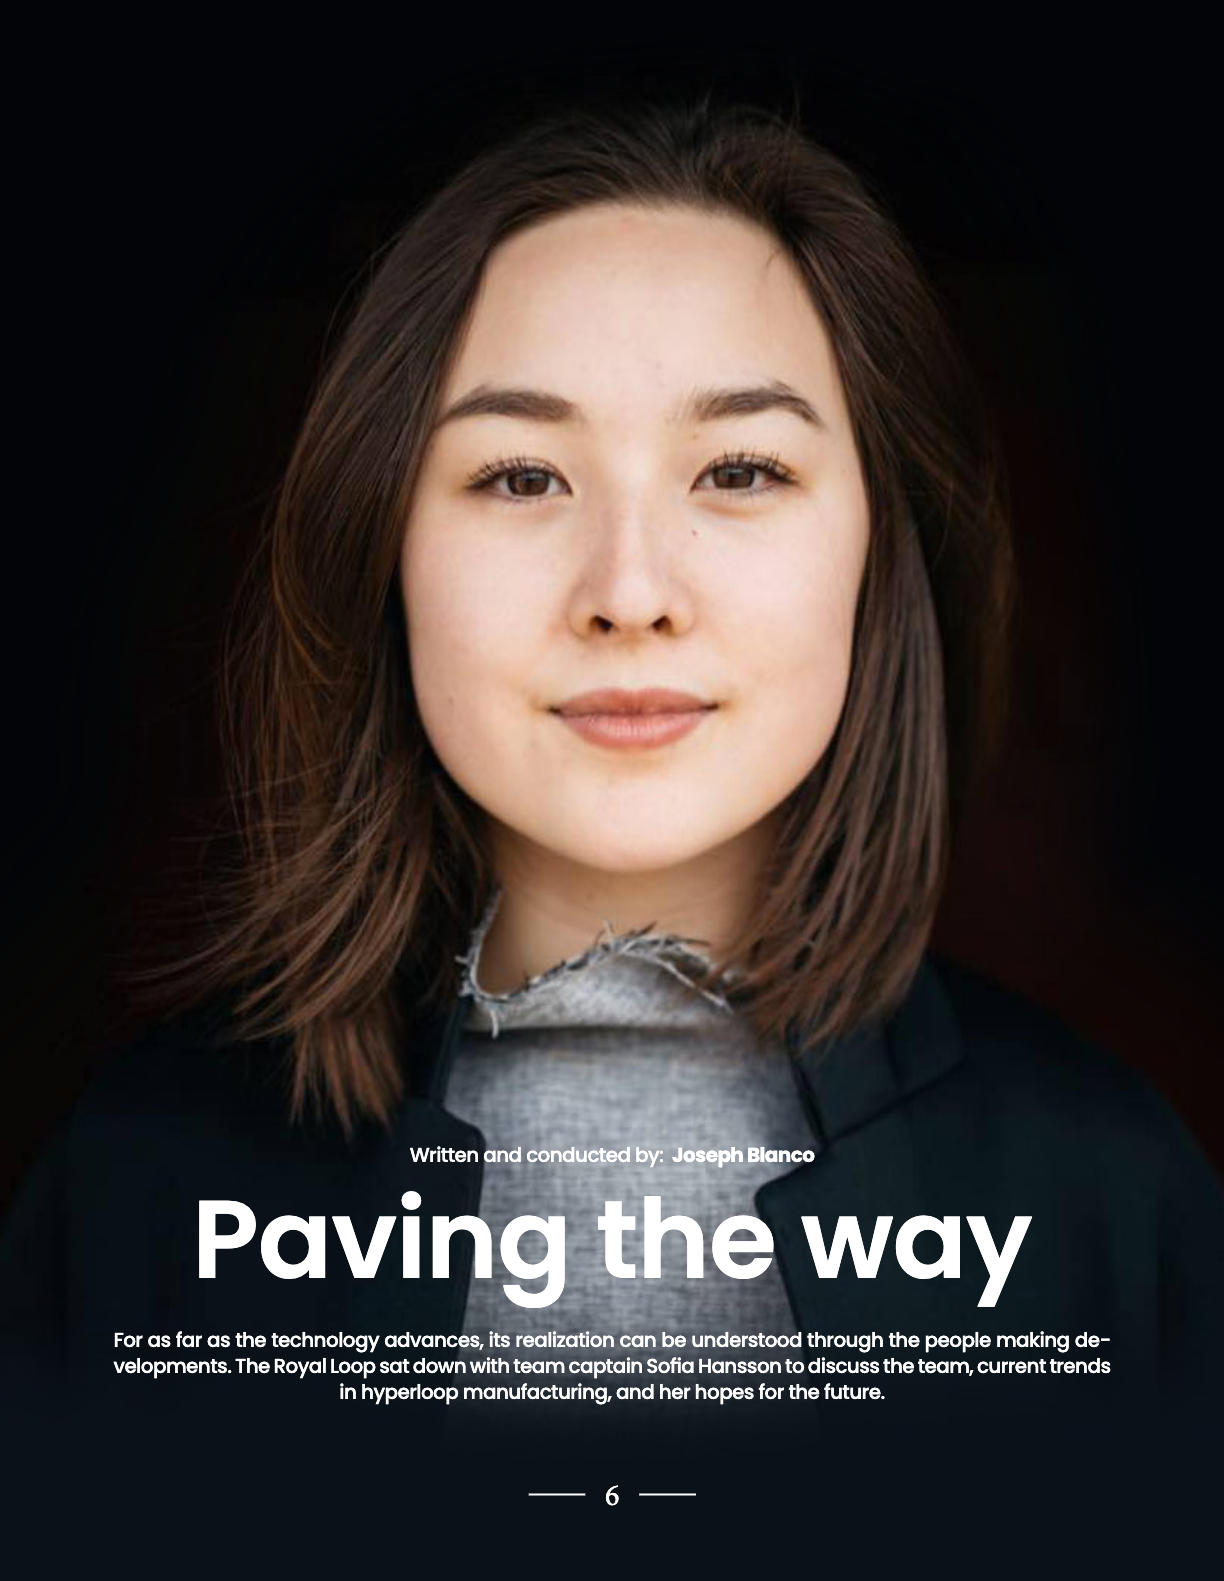 Written and conducted by: Joseph Blanco
Paving the way
For as far as the technology advances, its realization can be understood through the people making de-
velopments. The Royal Loop sat down with team captain Sofia Hansson to discuss the team, current trends
in hyperloop manufacturing, and her hopes for the future.
6